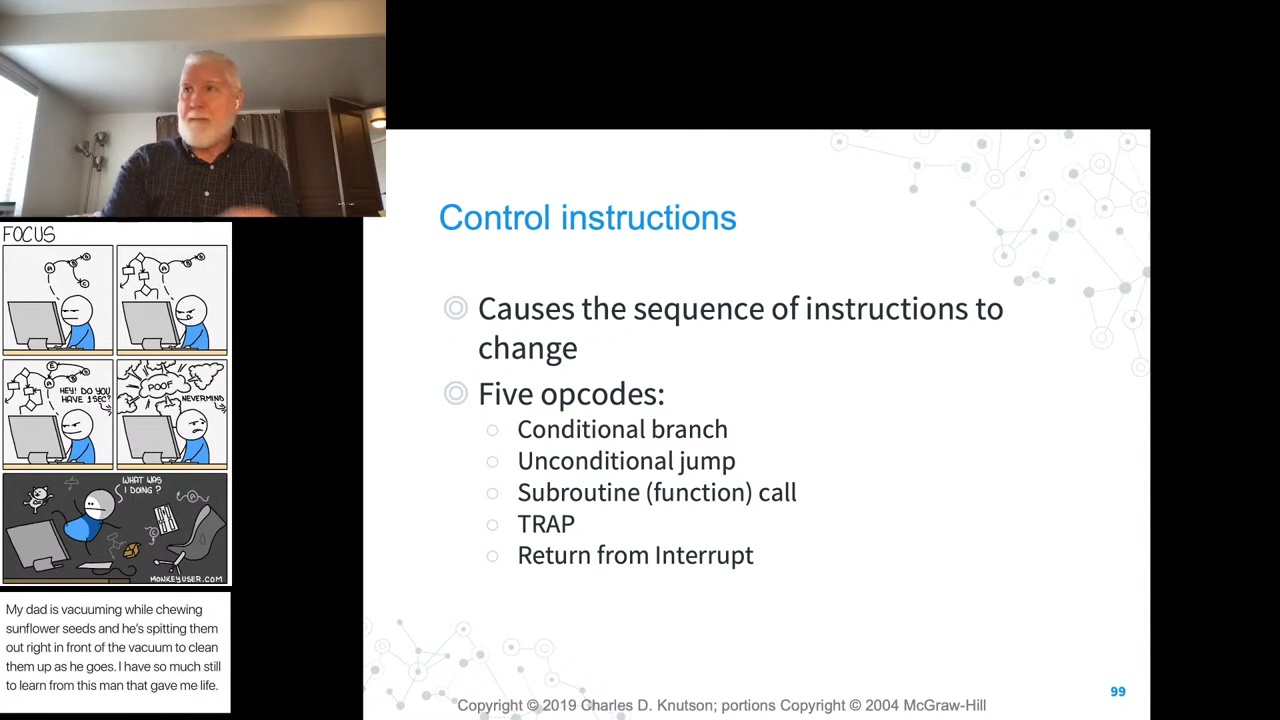 FOCUS
HEY! DO YOU
HAVE 1 SEC?
POOF
NEVERMIND
WHAT WAS
I DOING?
MONKEYUSER.COM
My dad is vacuuming while chewing
sunflower seeds and he's spitting them
out right in front of the vacuum to clean
them up as he goes. I have so much still
to learn from this man that gave me life.
Control instructions
Causes the sequence of instructions to
change
Five opcodes:
Conditional branch
Unconditional jump
Subroutine (function) call
TRAP
Return from Interrupt
99
Copyright © 2019 Charles D. Knutson; portions Copyright © 2004 McGraw-Hill